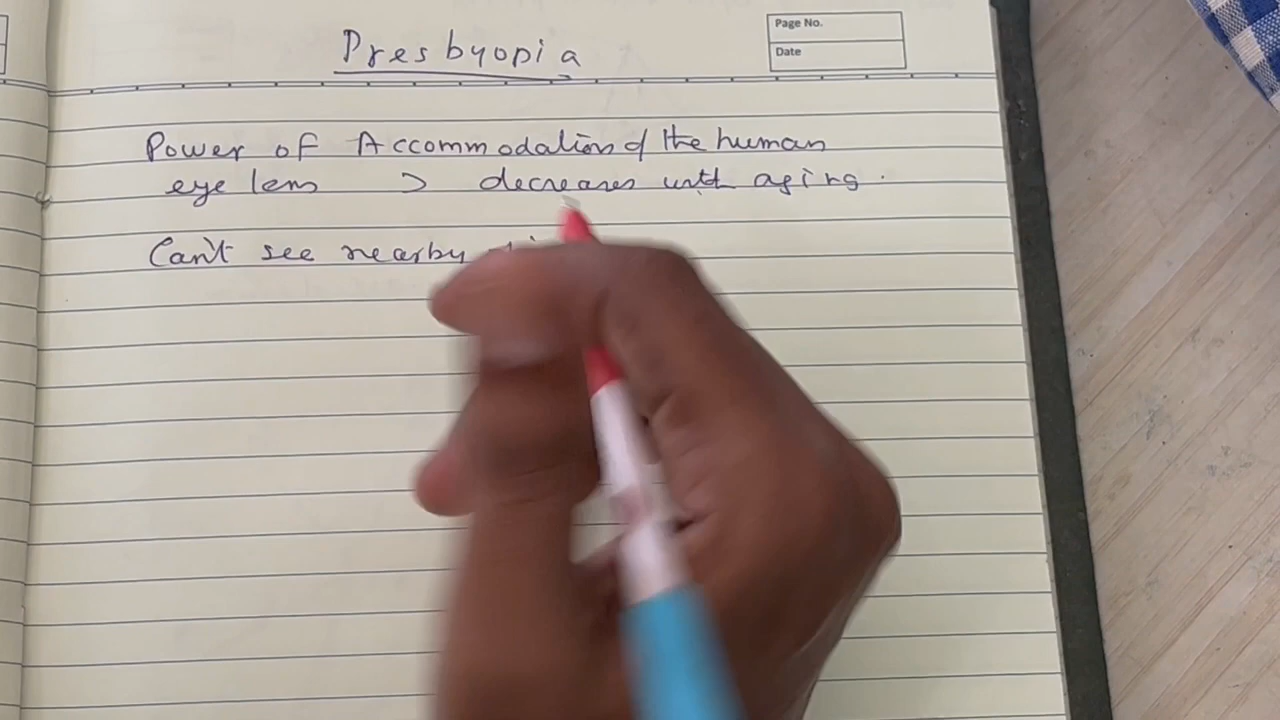 Presbyopia
Page No.
Date
Power of Accommodation of the human
eye lens > decreases with aging.
Can't see nearby